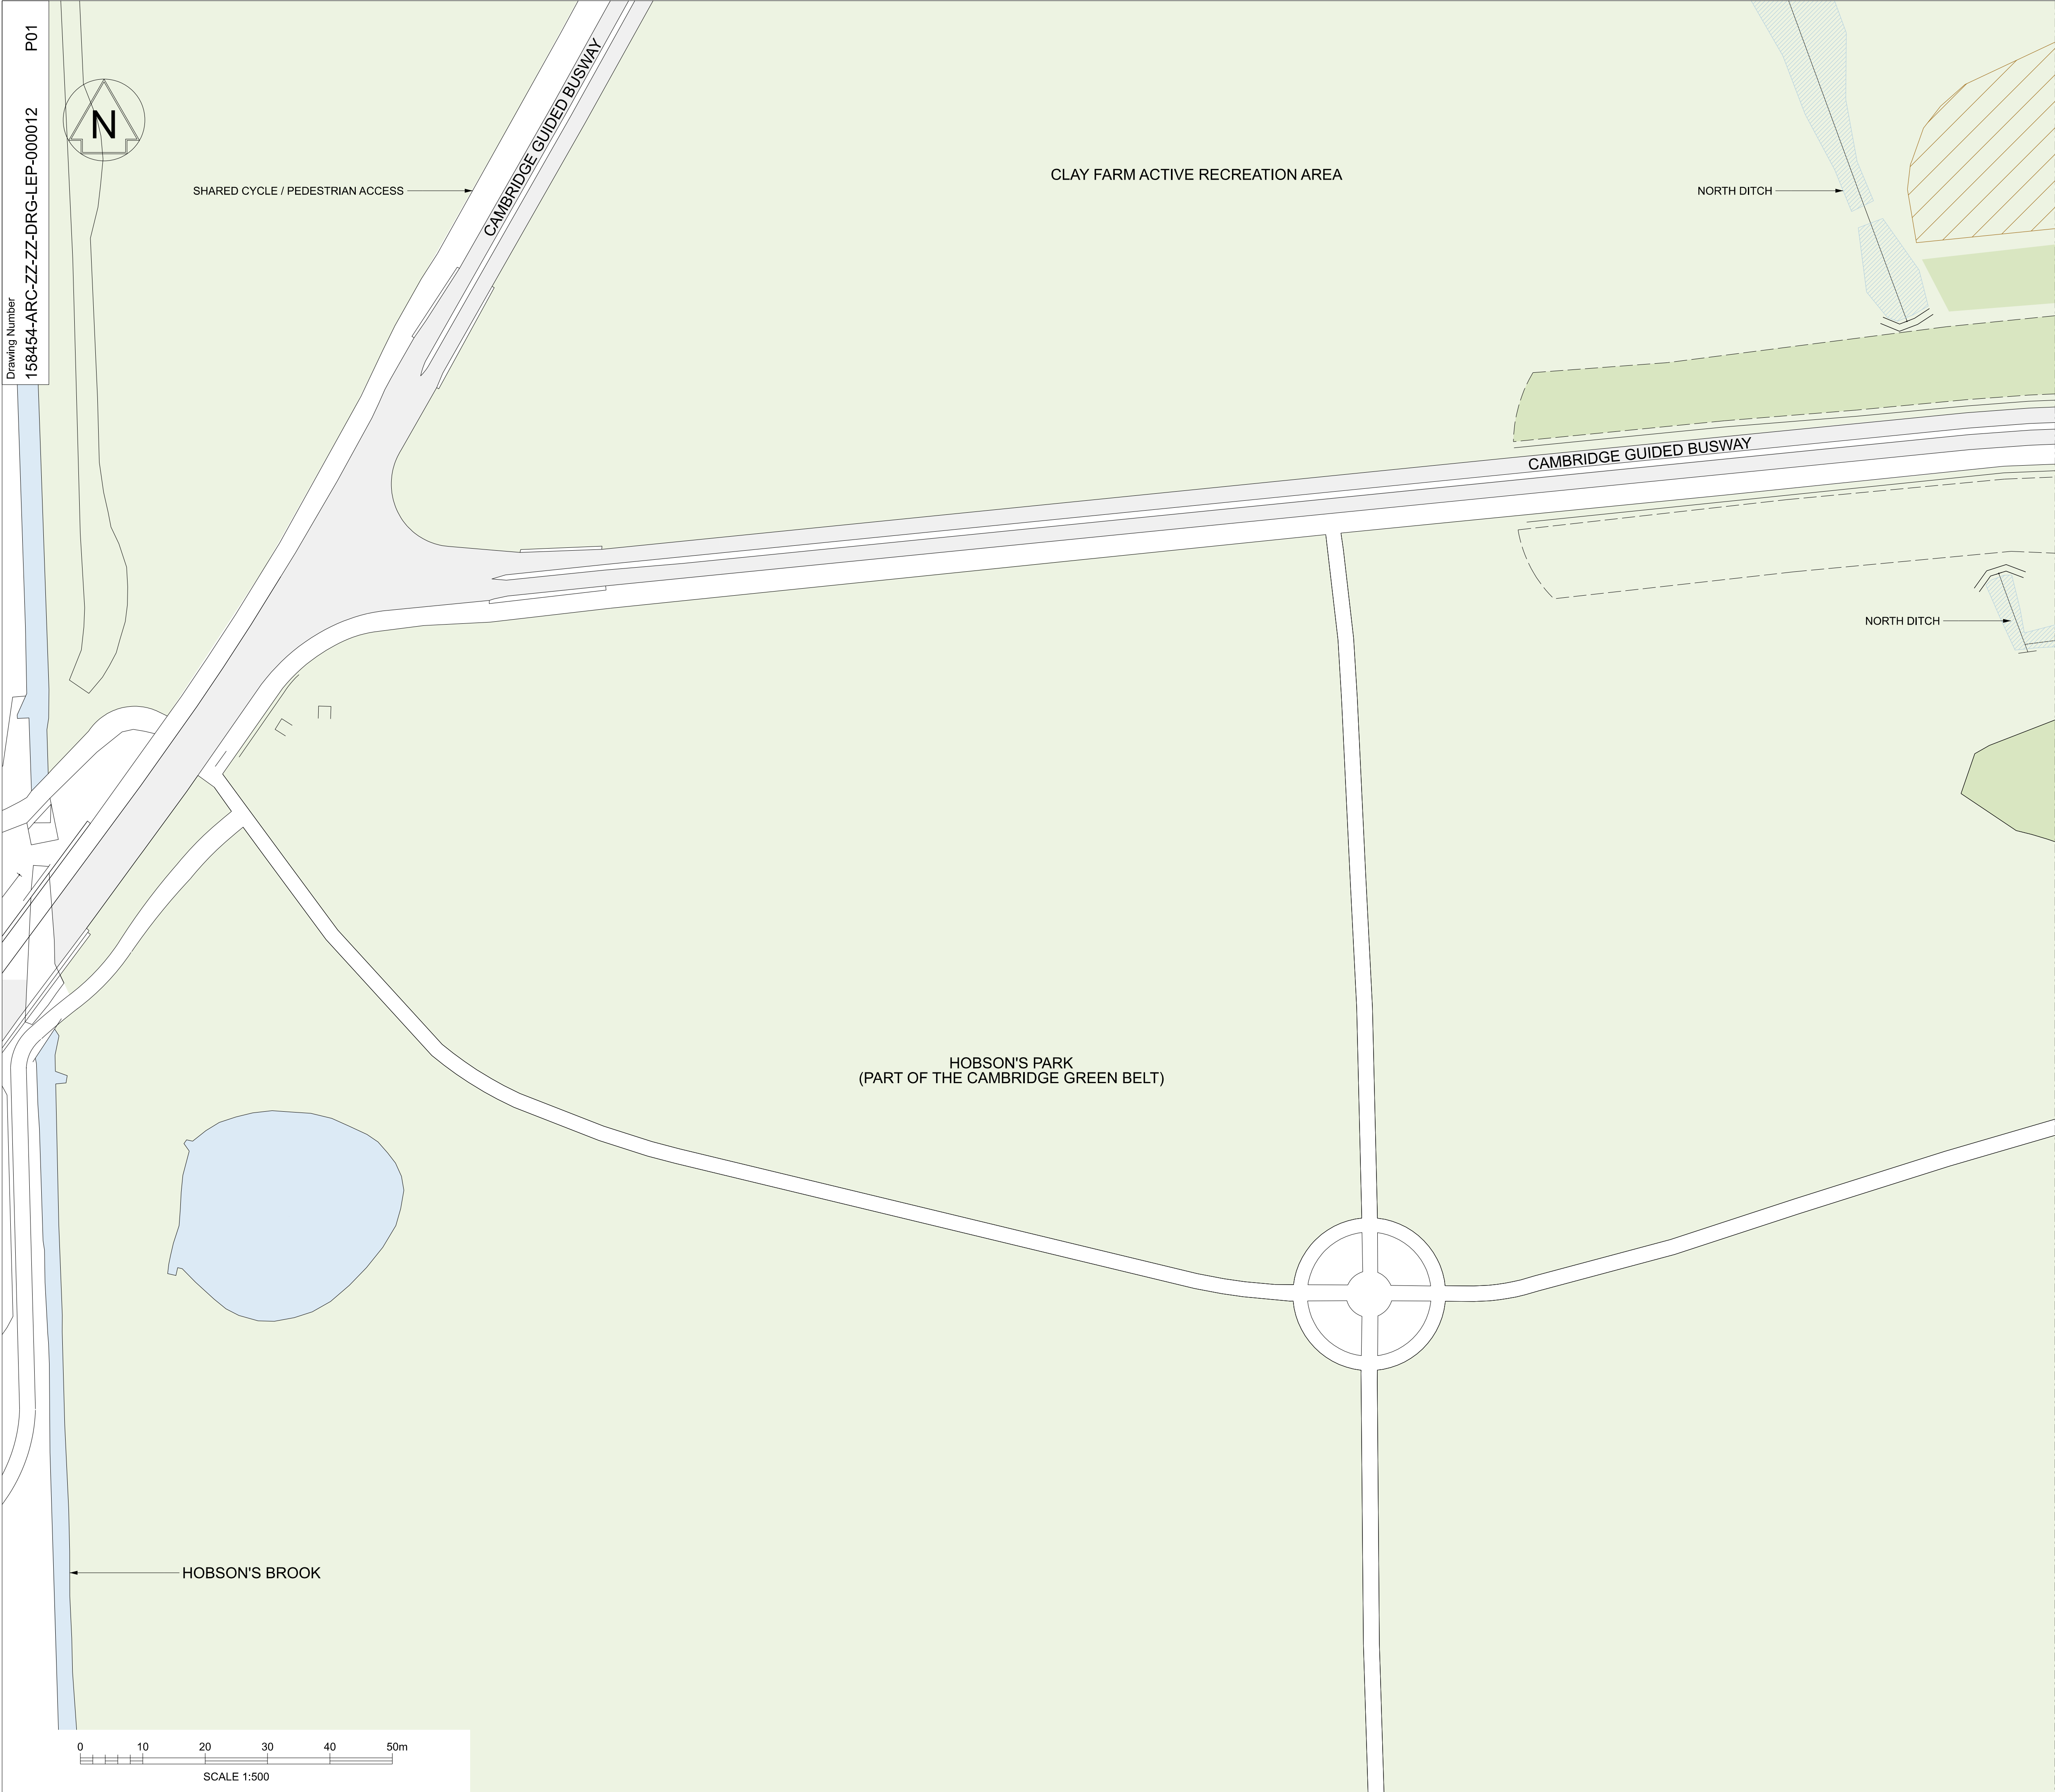 Drawing Number
158454-ARC-ZZ-ZZ-DRG-LEP-000012 P01
N
SHARED CYCLE / PEDESTRIAN ACCESS
CAMBRIDGE GUIDED BUSWAY
CLAY FARM ACTIVE RECREATION AREA
NORTH DITCH
CAMBRIDGE GUIDED BUSWAY
NORTH DITCH
HOBSON'S PARK
(PART OF THE CAMBRIDGE GREEN BELT)
HOBSON'S BROOK
0 10 20 30 40 50m
SCALE 1:500